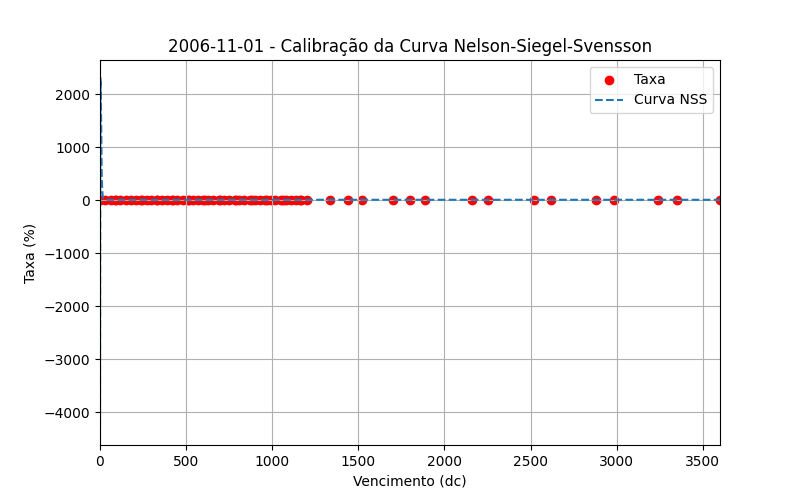 2006-11-01 - Calibração da Curva Nelson-Siegel-Svensson
Taxa
Curva NSS
Taxa (%)
2000
1000
0
−1000
−2000
−3000
−4000
0 500 1000 1500 2000 2500 3000 3500
Vencimento (dc)